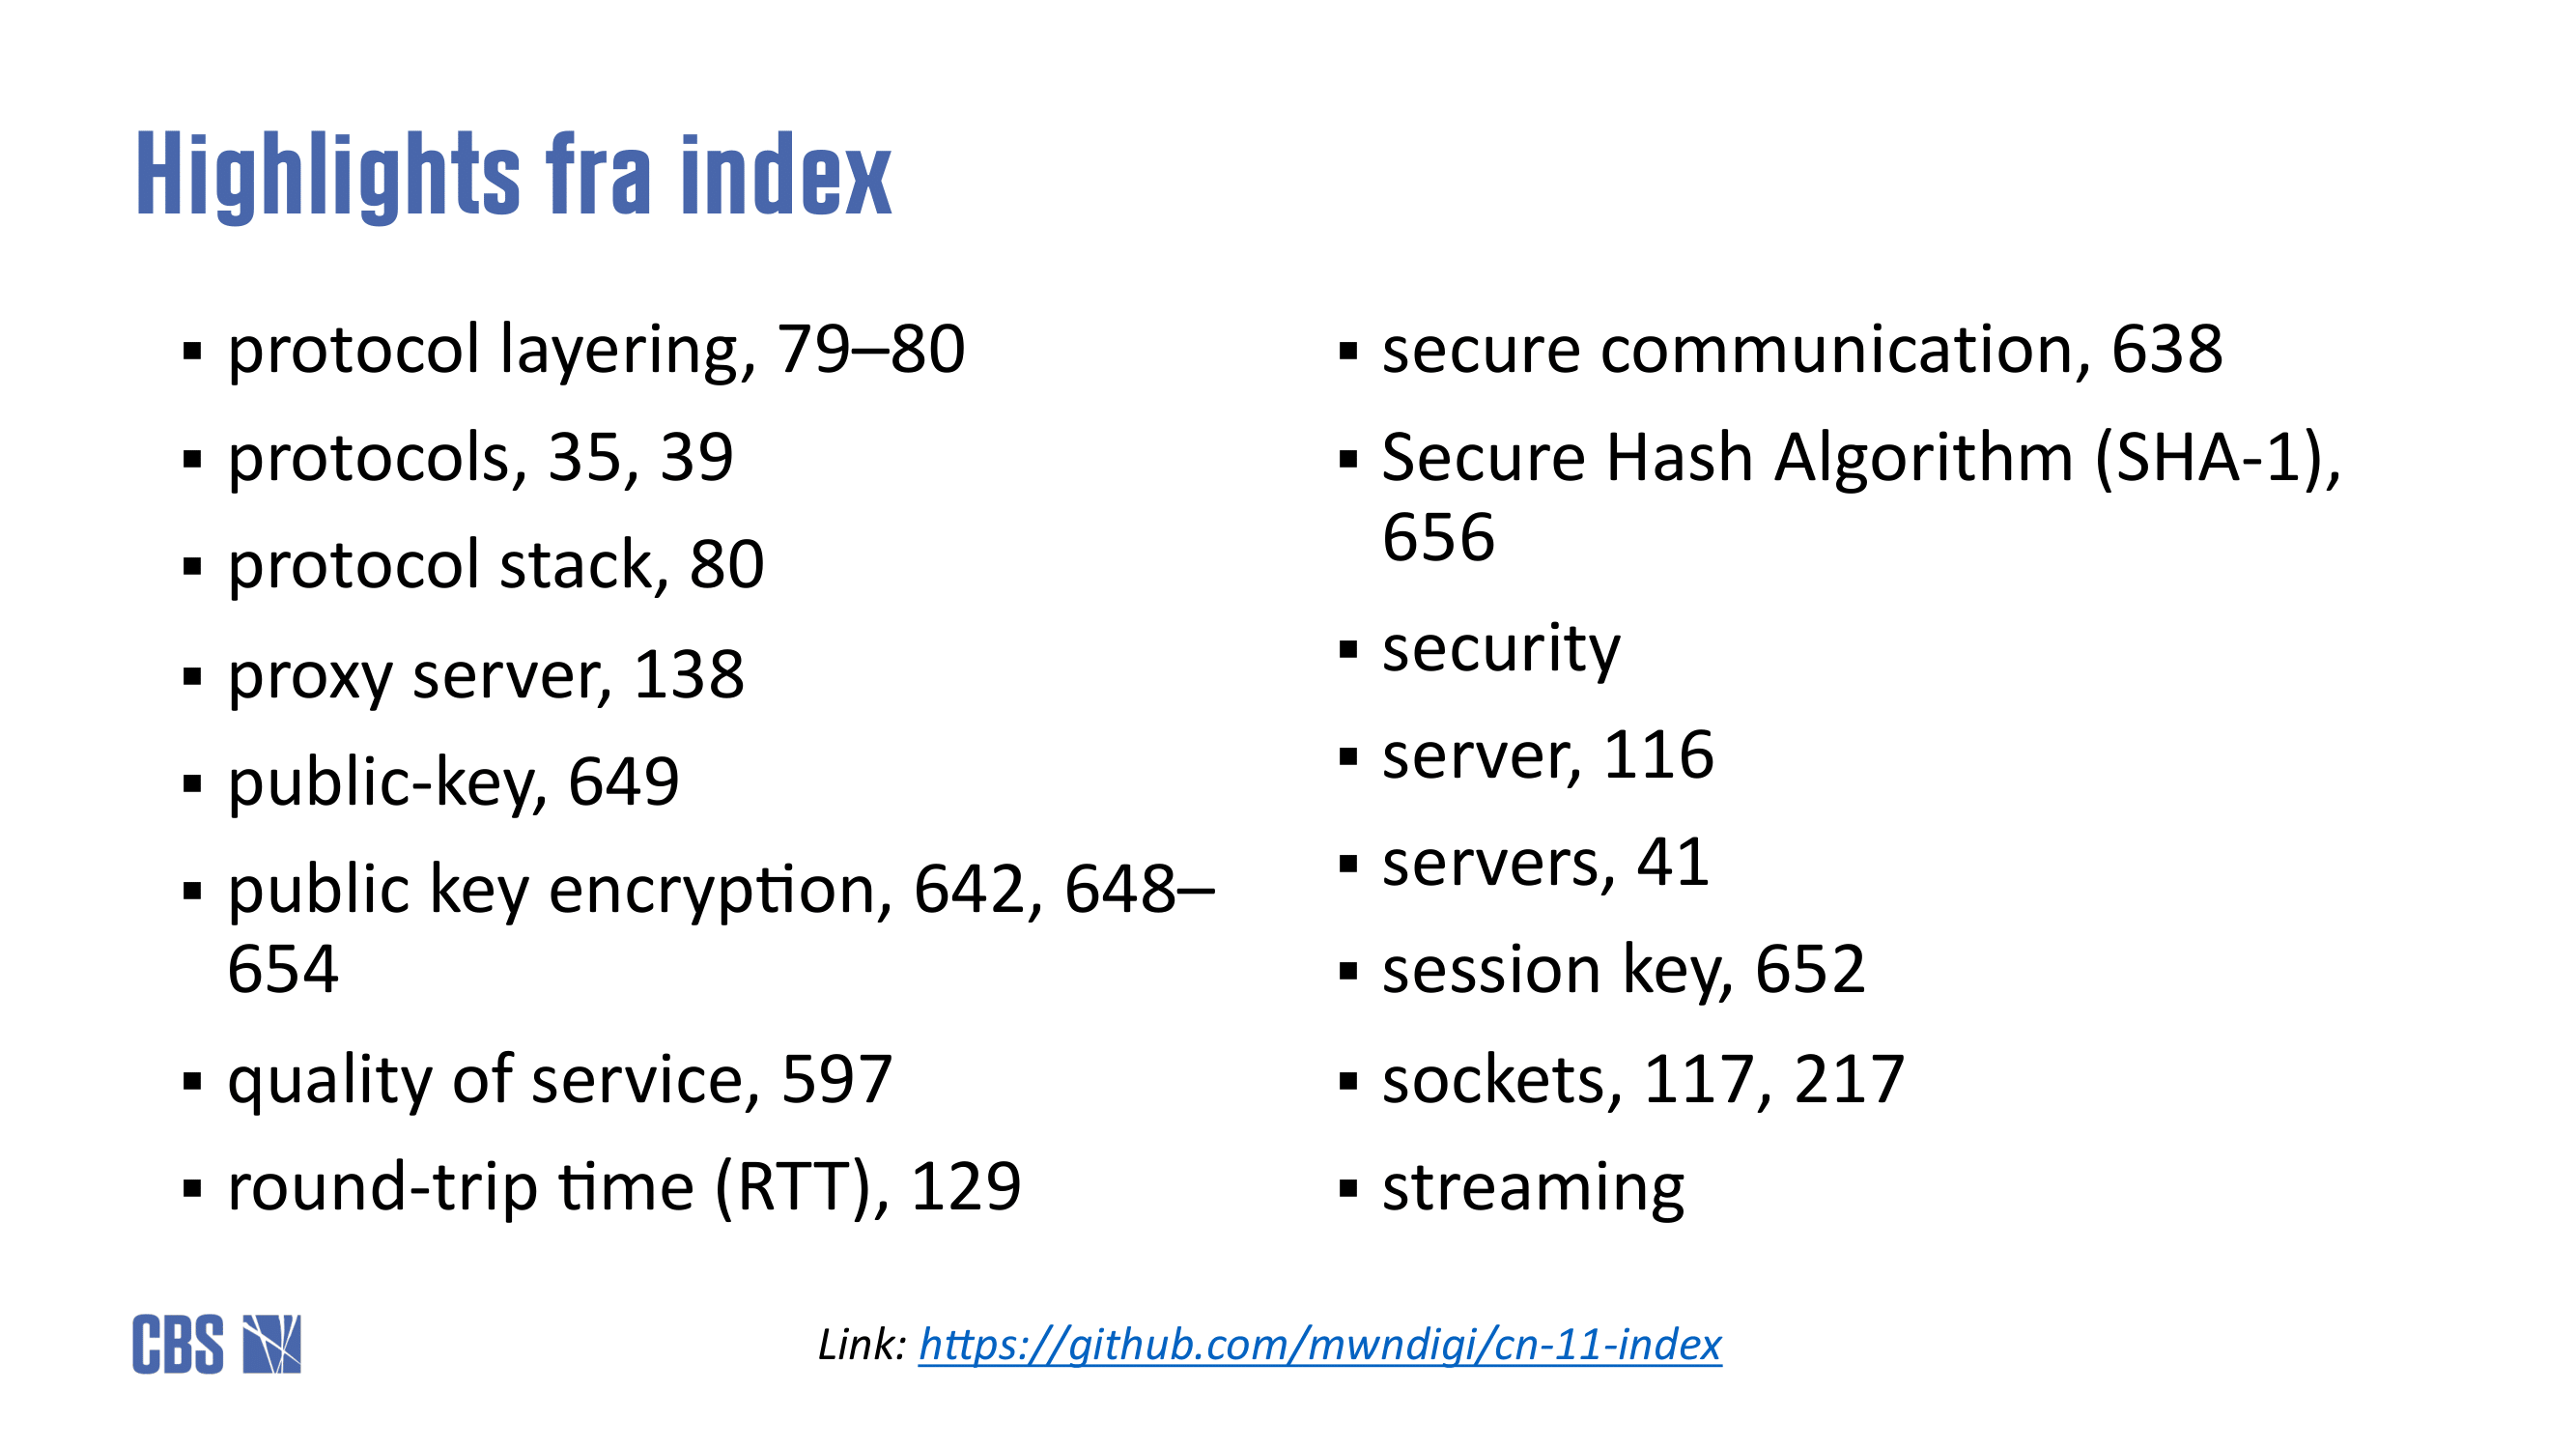 Highlights fra index
▪ protocol layering, 79–80
▪ protocols, 35, 39
▪ protocol stack, 80
▪ proxy server, 138
▪ public-key, 649
▪ public key encryption, 642, 648–
654
▪ quality of service, 597
▪ round-trip time (RTT), 129
▪ secure communication, 638
▪ Secure Hash Algorithm (SHA-1),
656
▪ security
▪ server, 116
▪ servers, 41
▪ session key, 652
▪ sockets, 117, 217
▪ streaming
CBS
Link: https://github.com/mwndigi/cn-11-index